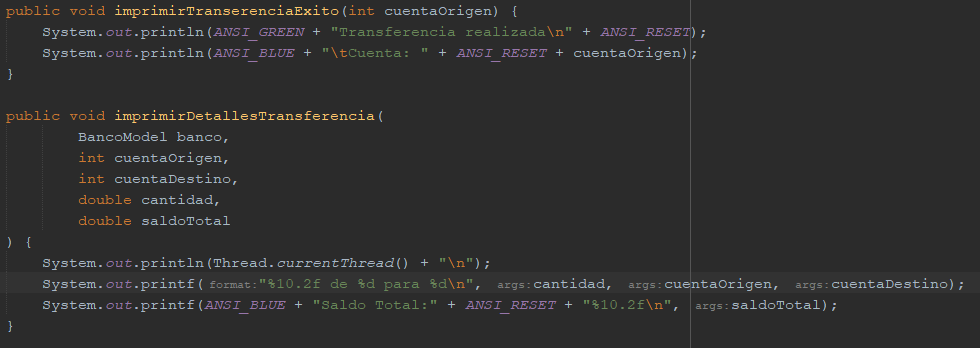 public void imprimirTranserenciaExito(int cuentaOrigen) {
System.out.println(ANSI_GREEN + "Transferencia realizada\n" + ANSI_RESET);
System.out.println(ANSI_BLUE + "\tCuenta: " + ANSI_RESET + cuentaOrigen);
}
public void imprimirDetallesTransferencia(
BancoModel banco,
int cuentaOrigen,
int cuentaDestino,
double cantidad,
double saldoTotal
) {
System.out.println(Thread.currentThread() + "\n");
System.out.printf( format: "%10.2f de %d para %d\n", args: cantidad, args: cuentaOrigen, args: cuentaDestino);
System.out.printf(ANSI_BLUE + "Saldo Total:" + ANSI_RESET + "%10.2f\n", args: saldoTotal);
}